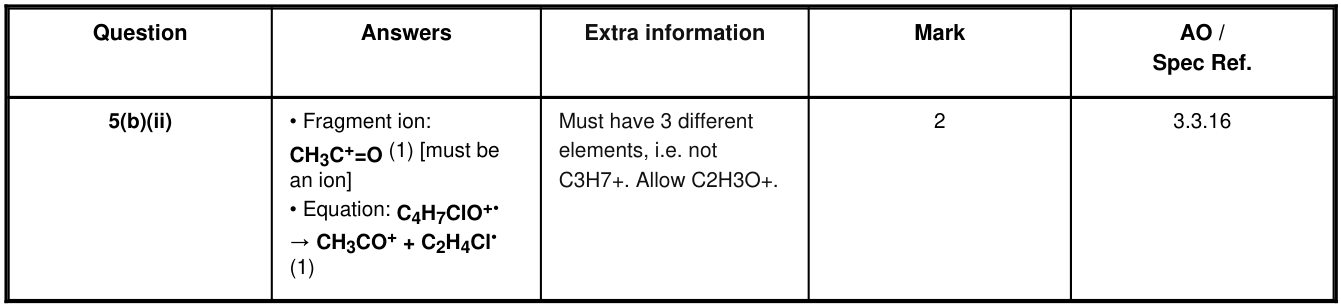 Question Answers Extra information Mark AO /
Spec Ref.
5(b)(ii)
• Fragment ion:
CH₃C⁺=O (1) [must be
an ion]
• Equation: C₄H₇ClO⁺•
→ CH₃CO⁺ + C₂H₄Cl•
(1)
Must have 3 different
elements, i.e. not
C3H7+. Allow C2H3O+.
2
3.3.16